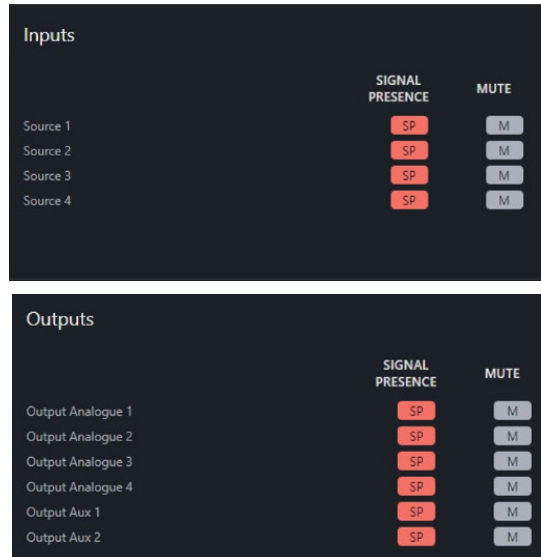 Inputs
SIGNAL PRESENCE MUTE
Source 1 SP M
Source 2 SP M
Source 3 SP M
Source 4 SP M
Outputs
SIGNAL PRESENCE MUTE
Output Analogue 1 SP M
Output Analogue 2 SP M
Output Analogue 3 SP M
Output Analogue 4 SP M
Output Aux 1 SP M
Output Aux 2 SP M